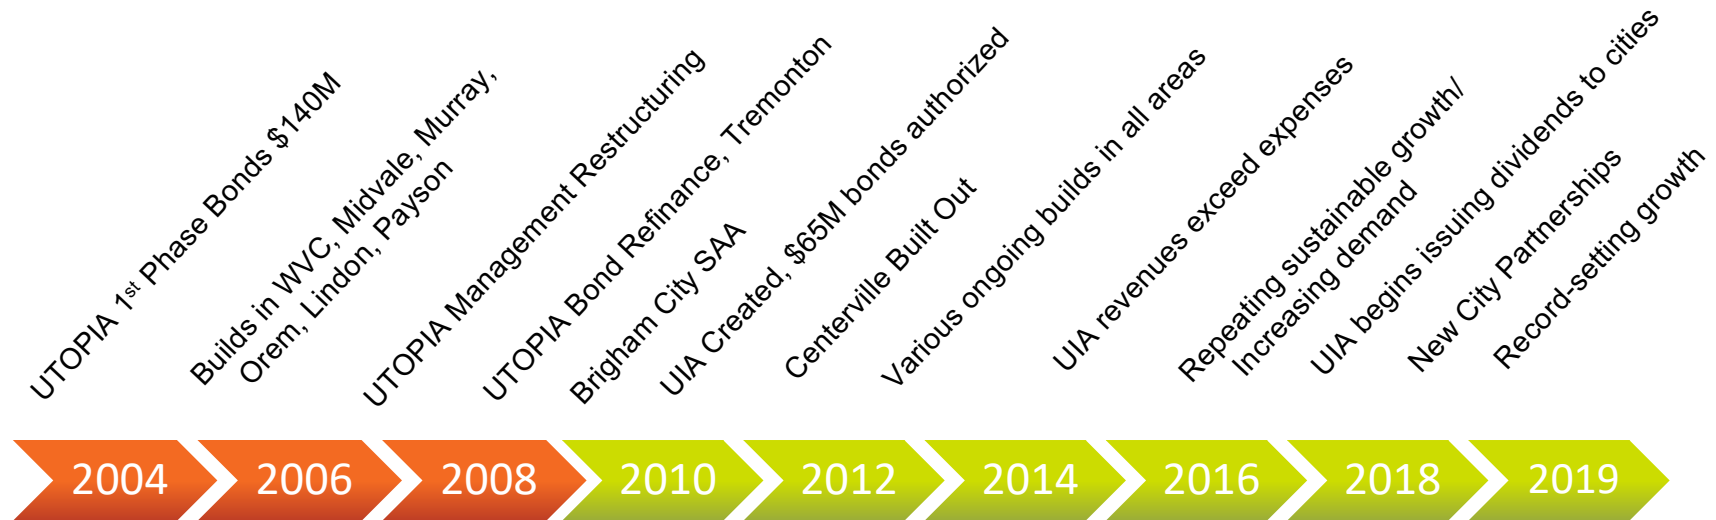 UTOPIA 1st Phase Bonds $140M
Builds in WVC, Midvale, Murray,
Orem, Lindon, Payson
UTOPIA Management Restructuring
UTOPIA Bond Refinance, Tremonton
Brigham City SAA
UIA Created, $65M bonds authorized
Centerville Built Out
Various ongoing builds in all areas
UIA revenues exceed expenses
Repeating sustainable growth/
Increasing demand
UIA begins issuing dividends to cities
New City Partnerships
Record-setting growth
2004
2006
2008
2010
2012
2014
2016
2018
2019